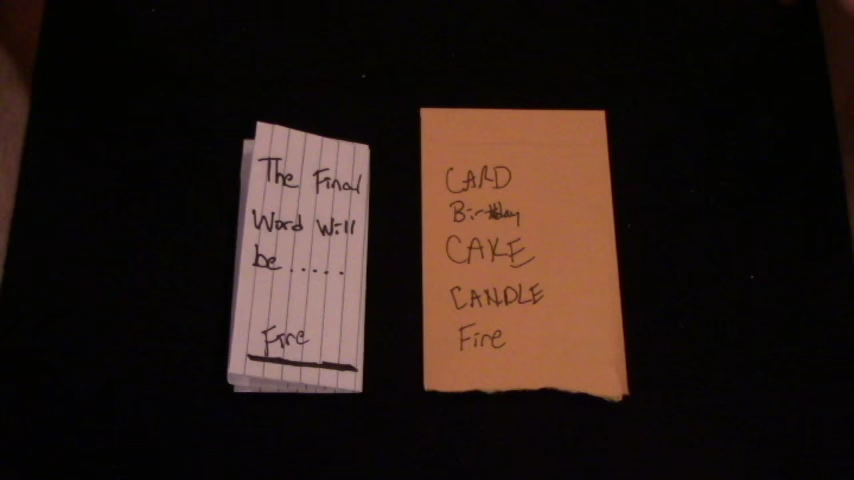 The Final
Word Will
be .....
Fire
CARD
Birthday
CAKE
CANDLE
Fire